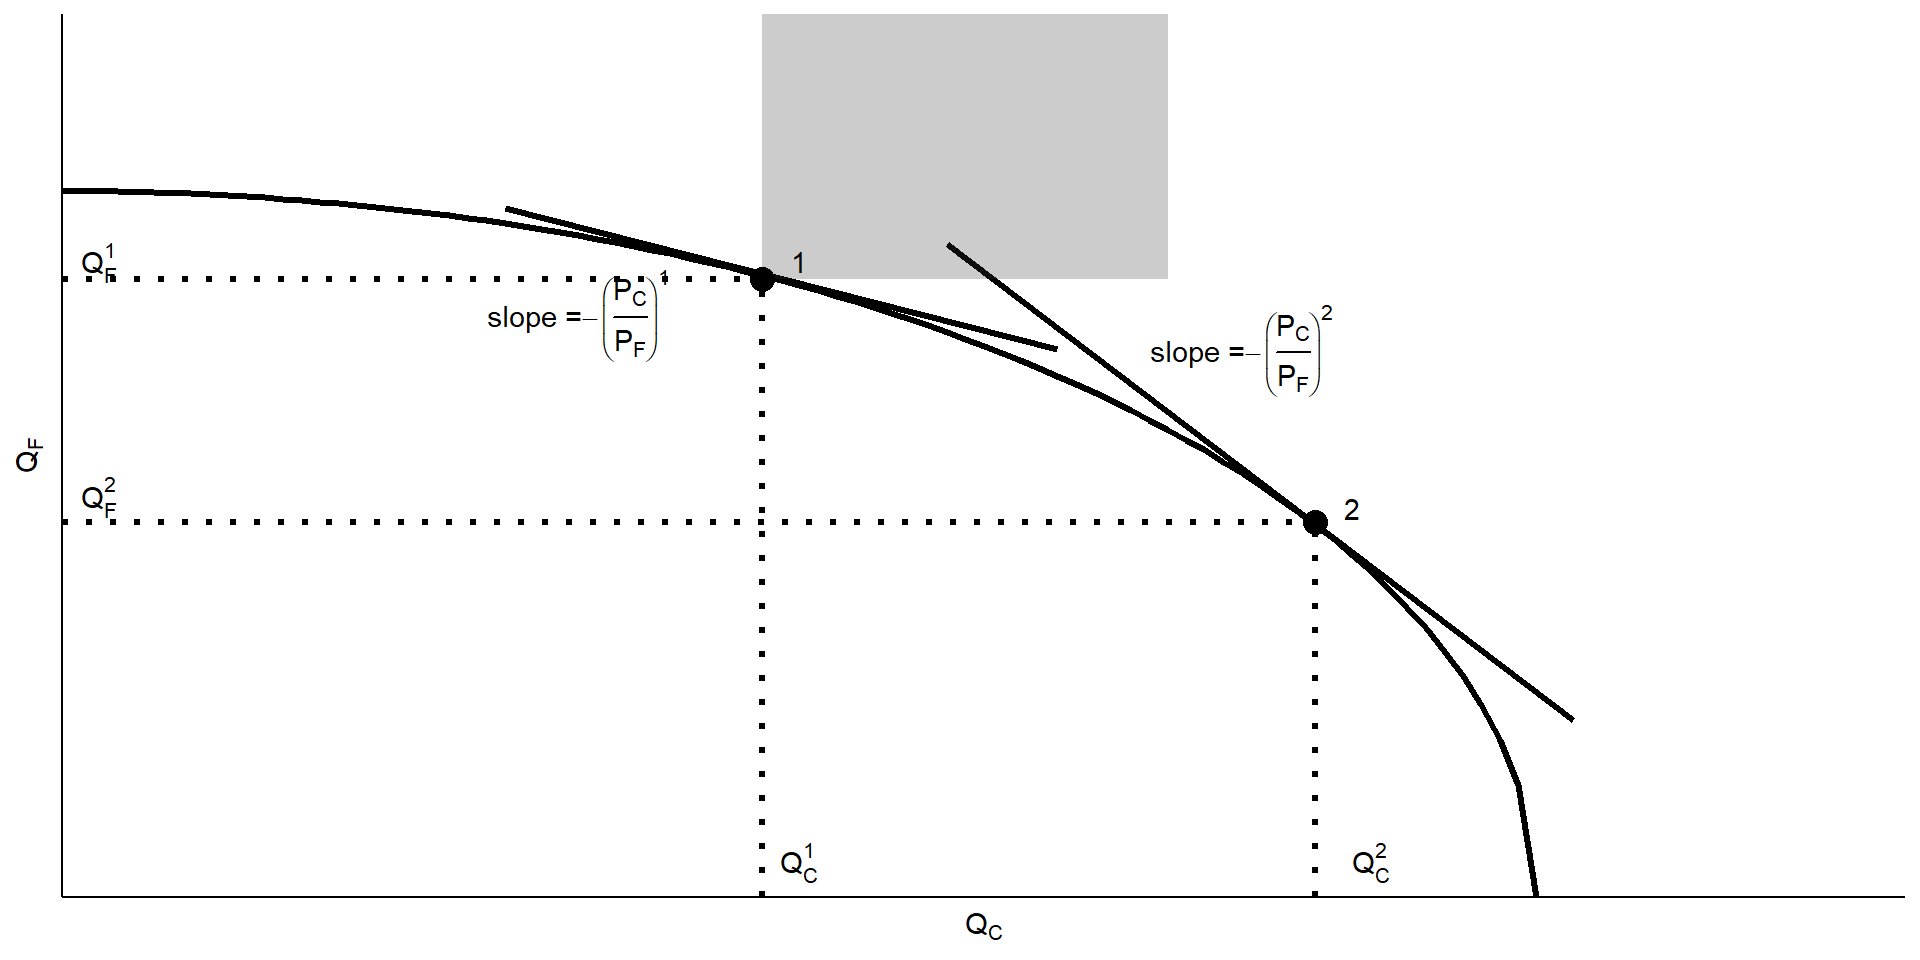 Q_F^1
1
slope =−(P_C/P_F)^1
slope =−(P_C/P_F)^2
Q_F
Q_F^2
2
Q_C^1
Q_C^2
Q_C